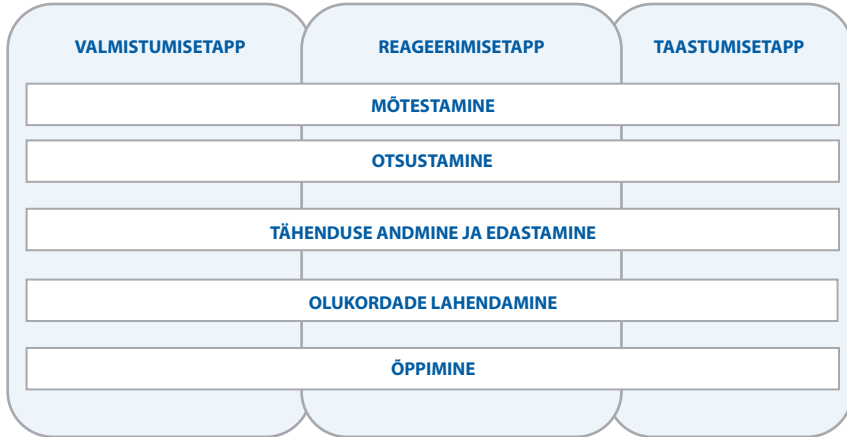 VALMISTUMISETAPP REAGEERIMISETAPP TAASTUMISETAPP
MÕTESTAMINE
OTSUSTAMINE
TÄHENDUSE ANDMINE JA EDASTAMINE
OLUKORDADE LAHENDAMINE
ÕPPIMINE